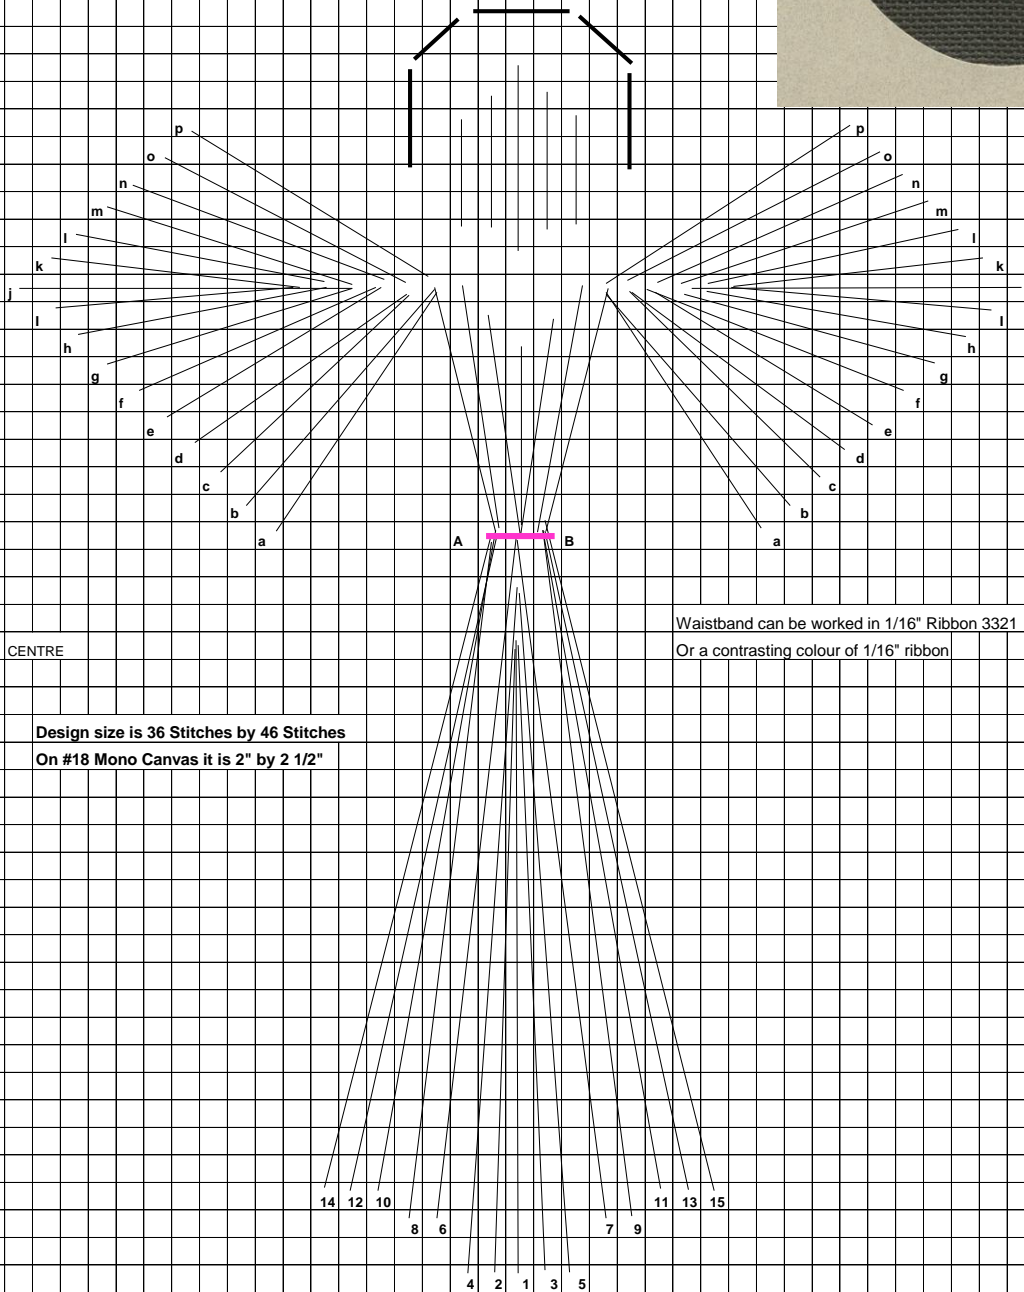 p p
o o
n n
m m
l l
k k
j
l l
h h
g g
f f
e e
d d
c c
b b
a A B a
Waistband can be worked in 1/16" Ribbon 3321
CENTRE Or a contrasting colour of 1/16" ribbon
Design size is 36 Stitches by 46 Stitches
On #18 Mono Canvas it is 2" by 2 1/2"
14 12 10 11 13 15
8 6 7 9
4 2 1 3 5